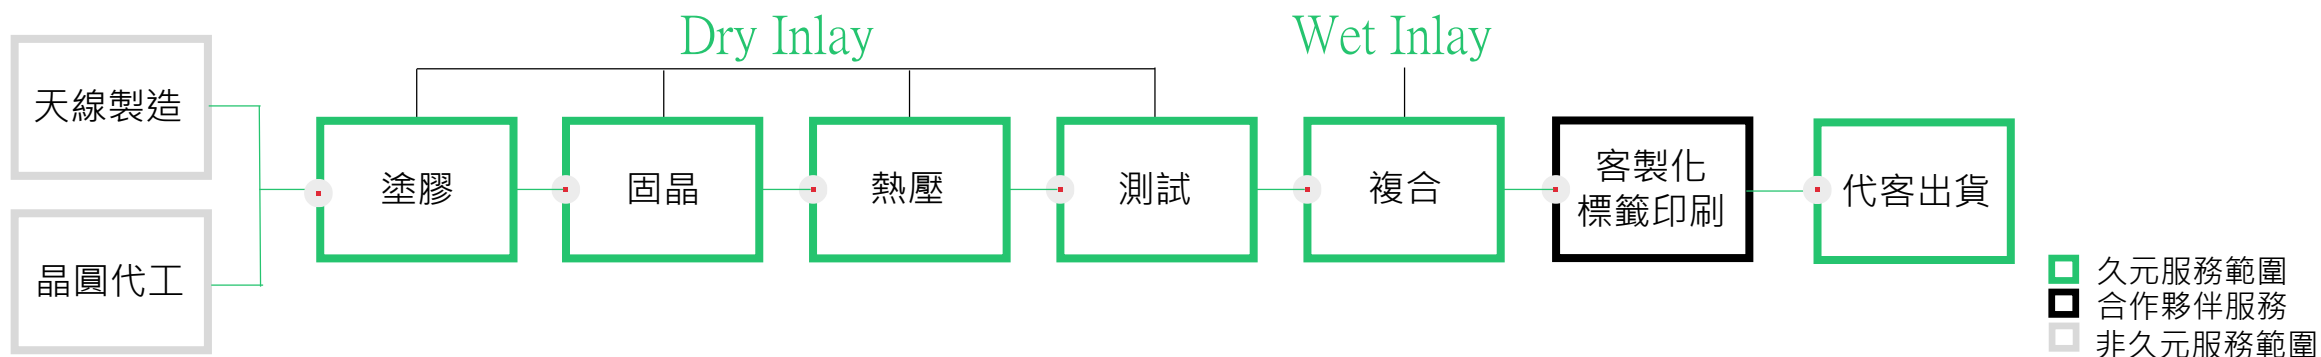 Dry Inlay
Wet Inlay
天線製造
晶圓代工
塗膠
固晶
熱壓
測試
複合
客製化
標籤印刷
代客出貨
久元服務範圍
合作夥伴服務
非久元服務範圍